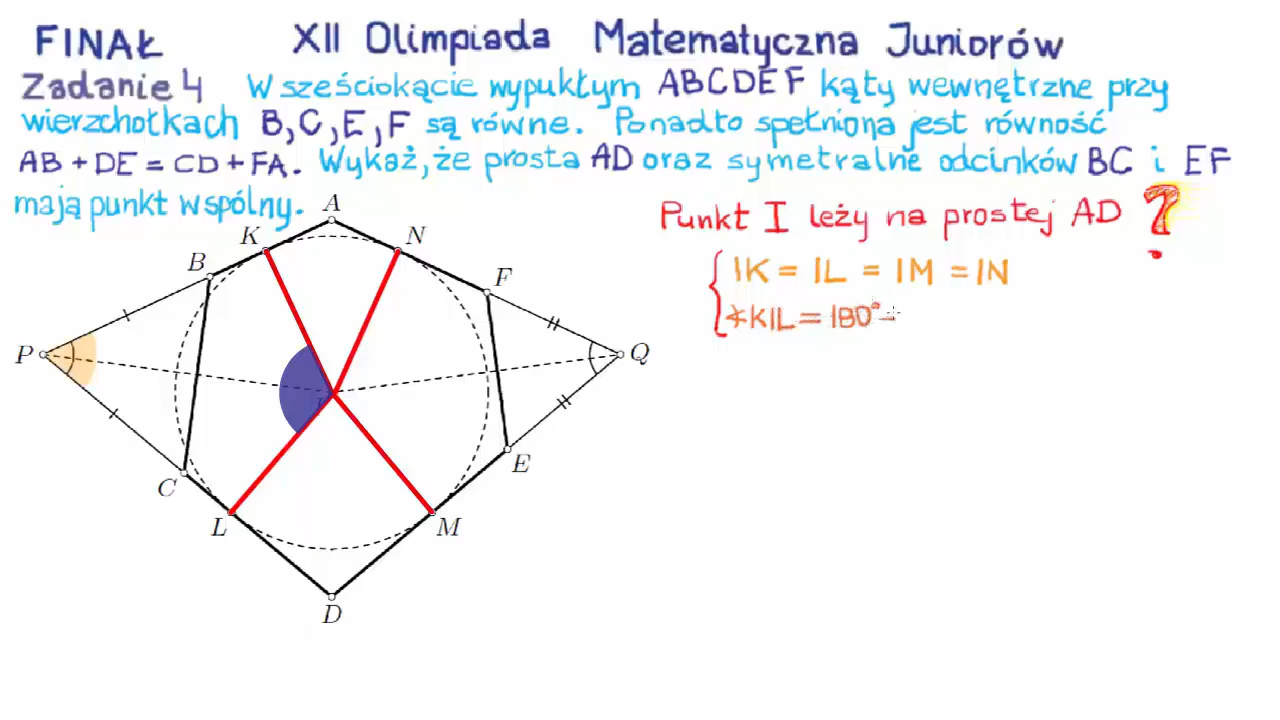 FINAŁ XII Olimpiada Matematyczna Juniorów
Zadanie 4 W sześciokącie wypukłym ABCDEF kąty wewnętrzne przy
wierzchołkach B, C, E, F są równe. Ponadto spełniona jest równość
AB + DE = CD + FA. Wykaż, że prosta AD oraz symetralne odcinków BC i EF
mają punkt wspólny.
Punkt I leży na prostej AD ?
IK = IL = IM = IN
∢KIL = 180° -
A
K
N
B
F
P
Q
C
E
L
M
D